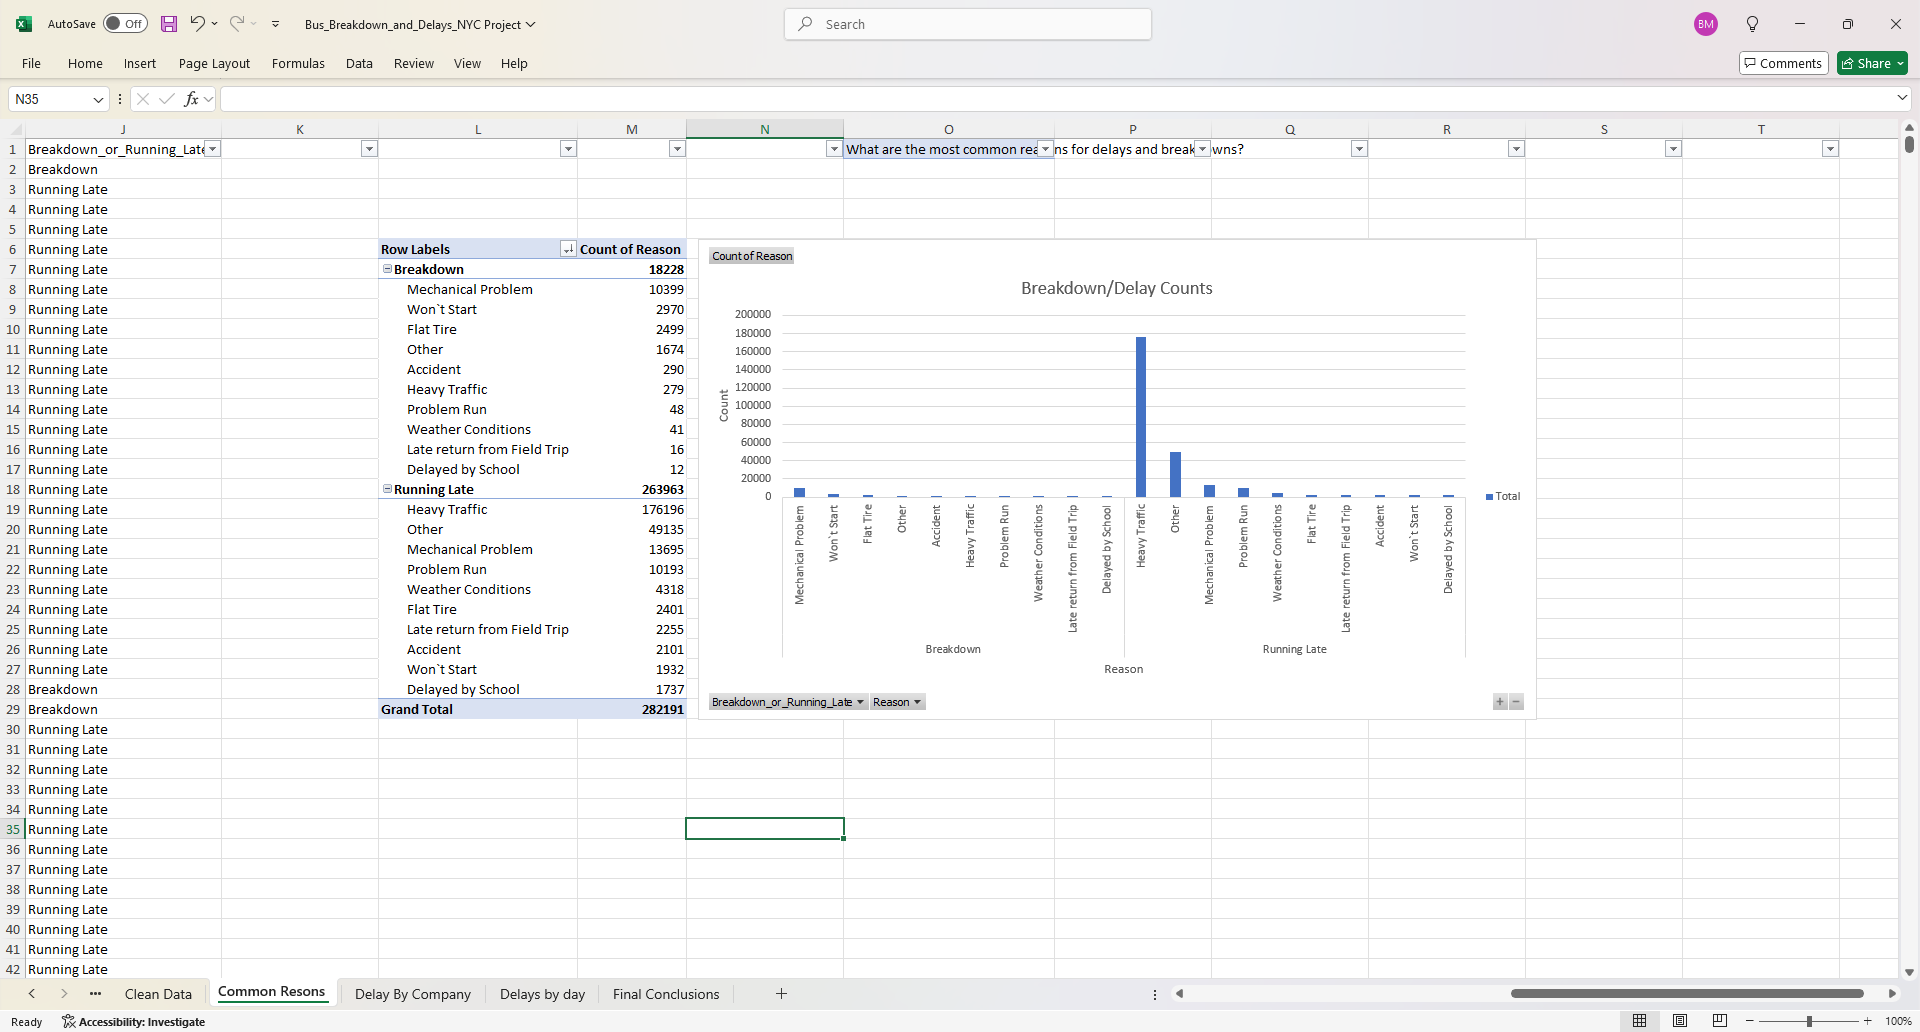 AutoSave Off Bus_Breakdown_and_Delays_NYC Project Search BM
File Home Insert Page Layout Formulas Data Review View Help Comments Share
N35 fx
J K L M N O P Q R S T
1 Breakdown_or_Running_Late What are the most common reasons for delays and breakdowns?
2 Breakdown
3 Running Late
4 Running Late
5 Running Late
6 Running Late Row Labels Count of Reason
7 Running Late Breakdown 18228
8 Running Late Mechanical Problem 10399
9 Running Late Won`t Start 2970
10 Running Late Flat Tire 2499
11 Running Late Other 1674
12 Running Late Accident 290
13 Running Late Heavy Traffic 279
14 Running Late Problem Run 48
15 Running Late Weather Conditions 41
16 Running Late Late return from Field Trip 16
17 Running Late Delayed by School 12
18 Running Late Running Late 263963
19 Running Late Heavy Traffic 176196
20 Running Late Other 49135
21 Running Late Mechanical Problem 13695
22 Running Late Problem Run 10193
23 Running Late Weather Conditions 4318
24 Running Late Flat Tire 2401
25 Running Late Late return from Field Trip 2255
26 Running Late Accident 2101
27 Running Late Won`t Start 1932
28 Breakdown Delayed by School 1737
29 Breakdown Grand Total 282191
30 Running Late
31 Running Late
32 Running Late
33 Running Late
34 Running Late
35 Running Late
36 Running Late
37 Running Late
38 Running Late
39 Running Late
40 Running Late
41 Running Late
42 Running Late
Count of Reason
Breakdown/Delay Counts
Count
200000
180000
160000
140000
120000
100000
80000
60000
40000
20000
0
Mechanical Problem
Won`t Start
Flat Tire
Other
Accident
Heavy Traffic
Problem Run
Weather Conditions
Late return from Field Trip
Delayed by School
Heavy Traffic
Other
Mechanical Problem
Problem Run
Weather Conditions
Flat Tire
Late return from Field Trip
Accident
Won`t Start
Delayed by School
Total
Breakdown Running Late
Reason
Breakdown_or_Running_Late Reason + −
Clean Data Common Resons Delay By Company Delays by day Final Conclusions +
Ready Accessibility: Investigate − + 100%